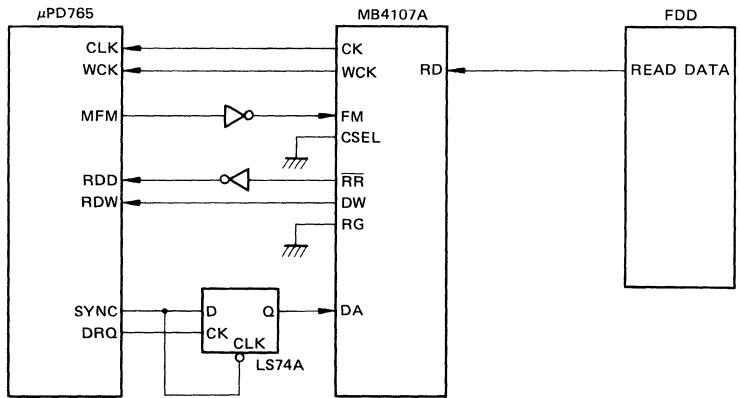 μPD765 MB4107A FDD
CLK CK
WCK WCK RD READ DATA
MFM FM
CSEL
RDD RR
RDW DW
RG
SYNC D Q DA
DRQ CK
CLK
LS74A